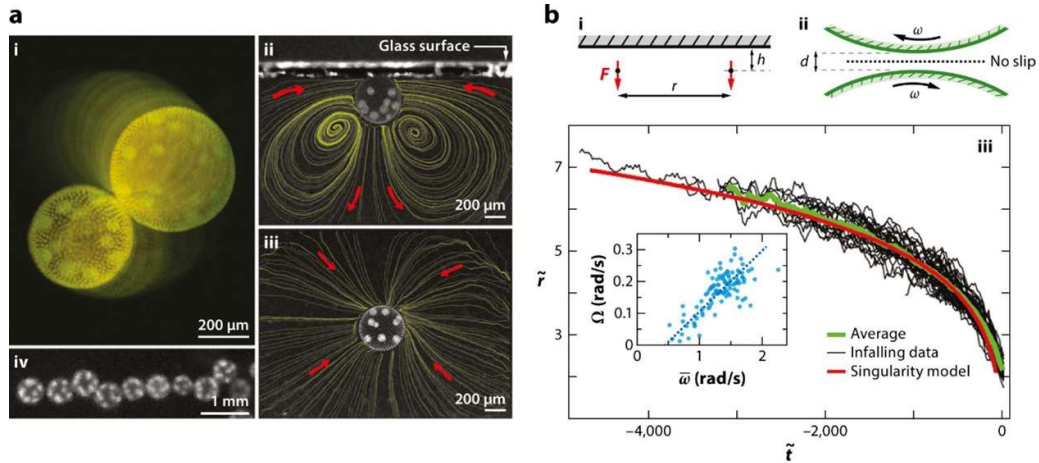 a
i
200 µm
ii
Glass surface
200 µm
iii
200 µm
iv
1 mm
b
i
h
F
r
ii
ω
d
No slip
ω
iii
7
5
3
r̃
0.3
0.2
0.1
0
Ω (rad/s)
0 1 2
ω̅ (rad/s)
Average
Infalling data
Singularity model
−4,000 −2,000 0
t̃